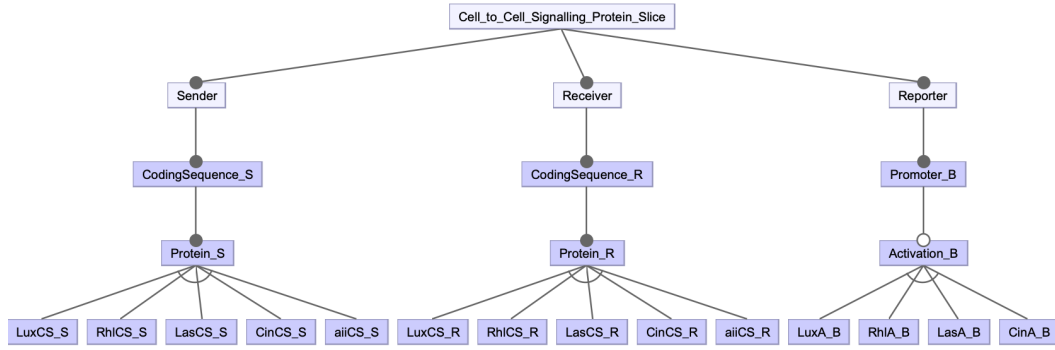 Cell_to_Cell_Signalling_Protein_Slice
Sender Receiver Reporter
CodingSequence_S CodingSequence_R Promoter_B
Protein_S Protein_R Activation_B
LuxCS_S RhlCS_S LasCS_S CinCS_S aiiCS_S LuxCS_R RhlCS_R LasCS_R CinCS_R aiiCS_R LuxA_B RhlA_B LasA_B CinA_B